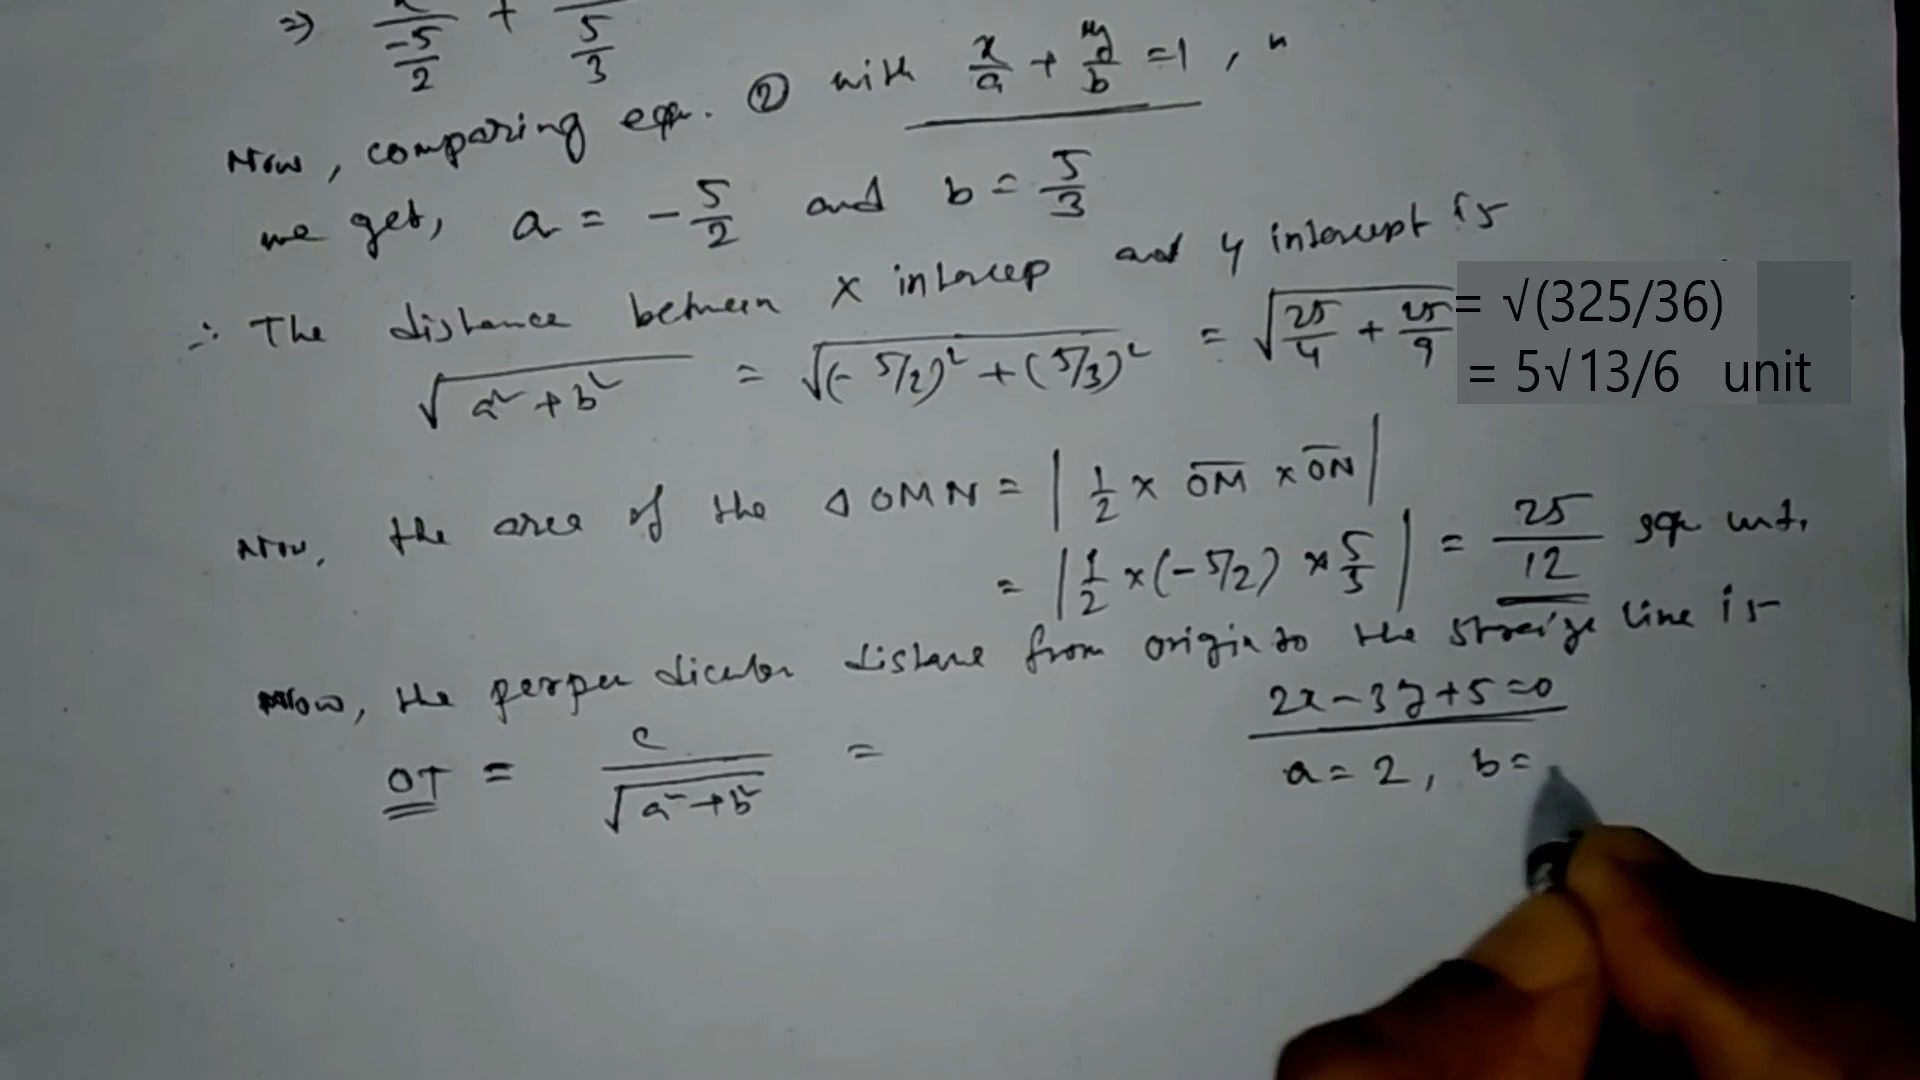 ⇒ x/(-5/2) + /(5/3)
Now, comparing eqn. ② with x/a + y/b = 1,
we get, a = - 5/2 and b = 5/3
∴ The distance between x intercep and y intercept is
√(a² + b²) = √((- 5/2)² + (5/3)²) = √(25/4 + 25/9) = √(325/36)
= 5√13/6 unit
Now, the area of the Δ OMN = | 1/2 × OM × ON |
= | 1/2 × (- 5/2) × 5/3 | = 25/12 sq unt.
Now, the perpendicular distane from origin to the line is
2x - 3y + 5 = 0
OT = c/√(a² + b²) =
a = 2, b =